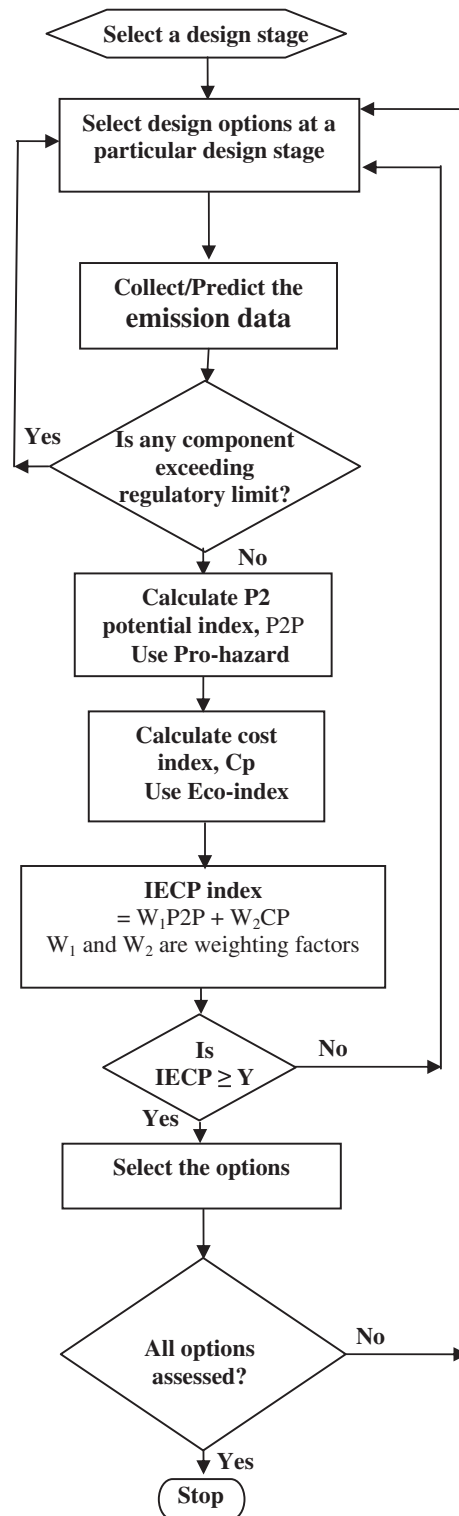 Select a design stage
Select design options at a
particular design stage
Collect/Predict the
emission data
Yes
Is any component
exceeding
regulatory limit?
No
Calculate P2
potential index, P2P
Use Pro-hazard
Calculate cost
index, Cp
Use Eco-index
IECP index
= W₁P2P + W₂CP
W₁ and W₂ are weighting factors
Is
IECP ≥ Y
No
Yes
Select the options
All options
assessed?
No
Yes
Stop